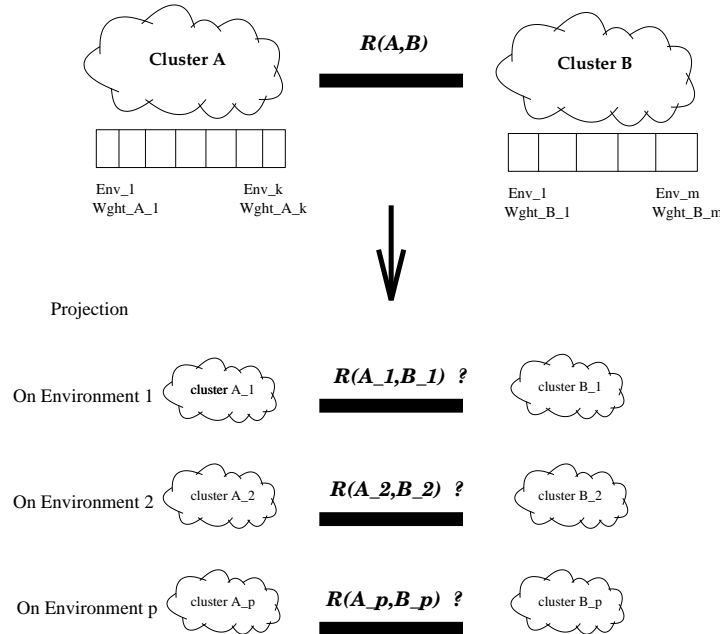 R(A,B)
Cluster A
Cluster B
Env_1
Env_k
Wght_A_1
Wght_A_k
Env_1
Env_m
Wght_B_1
Wght_B_m
Projection
On Environment 1
cluster A_1
R(A_1,B_1) ?
cluster B_1
On Environment 2
cluster A_2
R(A_2,B_2) ?
cluster B_2
On Environment p
cluster A_p
R(A_p,B_p) ?
cluster B_p